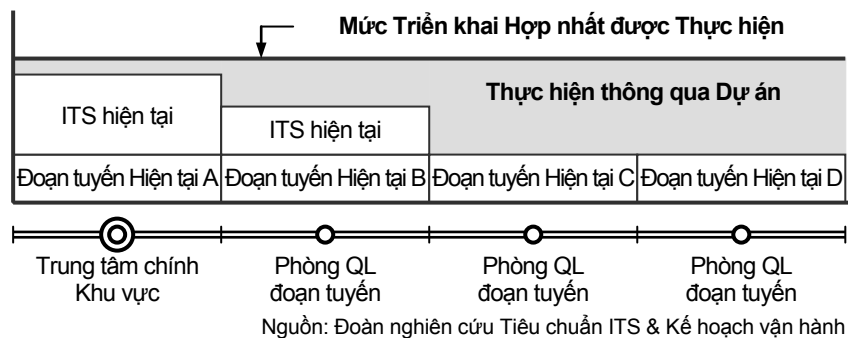 Mức Triển khai Hợp nhất được Thực hiện
Thực hiện thông qua Dự án
ITS hiện tại
ITS hiện tại
Đoạn tuyến Hiện tại A
Đoạn tuyến Hiện tại B
Đoạn tuyến Hiện tại C
Đoạn tuyến Hiện tại D
Trung tâm chính
Khu vực
Phòng QL
đoạn tuyến
Phòng QL
đoạn tuyến
Phòng QL
đoạn tuyến
Nguồn: Đoàn nghiên cứu Tiêu chuẩn ITS & Kế hoạch vận hành